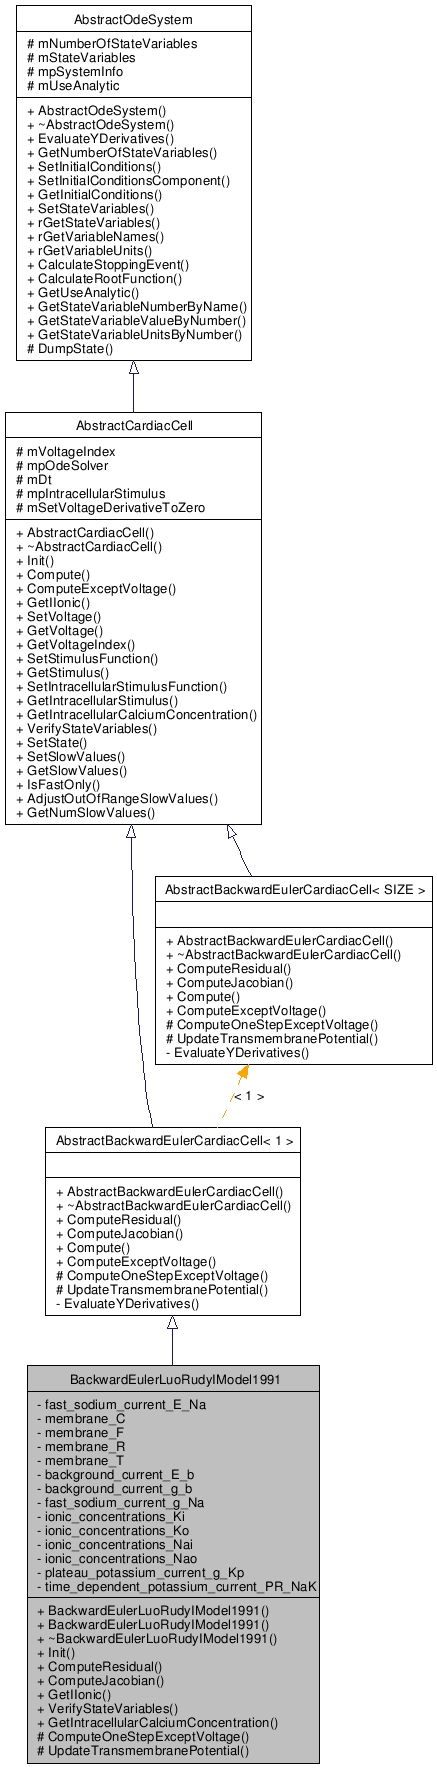 AbstractOdeSystem
# mNumberOfStateVariables
# mStateVariables
# mpSystemInfo
# mUseAnalytic
+ AbstractOdeSystem()
+ ~AbstractOdeSystem()
+ EvaluateYDerivatives()
+ GetNumberOfStateVariables()
+ SetInitialConditions()
+ SetInitialConditionsComponent()
+ GetInitialConditions()
+ SetStateVariables()
+ rGetStateVariables()
+ rGetVariableNames()
+ rGetVariableUnits()
+ CalculateStoppingEvent()
+ CalculateRootFunction()
+ GetUseAnalytic()
+ GetStateVariableNumberByName()
+ GetStateVariableValueByNumber()
+ GetStateVariableUnitsByNumber()
# DumpState()
AbstractCardiacCell
# mVoltageIndex
# mpOdeSolver
# mDt
# mpIntracellularStimulus
# mSetVoltageDerivativeToZero
+ AbstractCardiacCell()
+ ~AbstractCardiacCell()
+ Init()
+ Compute()
+ ComputeExceptVoltage()
+ GetIIonic()
+ SetVoltage()
+ GetVoltage()
+ GetVoltageIndex()
+ SetStimulusFunction()
+ GetStimulus()
+ SetIntracellularStimulusFunction()
+ GetIntracellularStimulus()
+ GetIntracellularCalciumConcentration()
+ VerifyStateVariables()
+ SetState()
+ SetSlowValues()
+ GetSlowValues()
+ IsFastOnly()
+ AdjustOutOfRangeSlowValues()
+ GetNumSlowValues()
AbstractBackwardEulerCardiacCell< SIZE >
+ AbstractBackwardEulerCardiacCell()
+ ~AbstractBackwardEulerCardiacCell()
+ ComputeResidual()
+ ComputeJacobian()
+ Compute()
+ ComputeExceptVoltage()
# ComputeOneStepExceptVoltage()
# UpdateTransmembranePotential()
- EvaluateYDerivatives()
< 1 >
AbstractBackwardEulerCardiacCell< 1 >
+ AbstractBackwardEulerCardiacCell()
+ ~AbstractBackwardEulerCardiacCell()
+ ComputeResidual()
+ ComputeJacobian()
+ Compute()
+ ComputeExceptVoltage()
# ComputeOneStepExceptVoltage()
# UpdateTransmembranePotential()
- EvaluateYDerivatives()
BackwardEulerLuoRudyIModel1991
- fast_sodium_current_E_Na
- membrane_C
- membrane_F
- membrane_R
- membrane_T
- background_current_E_b
- background_current_g_b
- fast_sodium_current_g_Na
- ionic_concentrations_Ki
- ionic_concentrations_Ko
- ionic_concentrations_Nai
- ionic_concentrations_Nao
- plateau_potassium_current_g_Kp
- time_dependent_potassium_current_PR_NaK
+ BackwardEulerLuoRudyIModel1991()
+ BackwardEulerLuoRudyIModel1991()
+ ~BackwardEulerLuoRudyIModel1991()
+ Init()
+ ComputeResidual()
+ ComputeJacobian()
+ GetIIonic()
+ VerifyStateVariables()
+ GetIntracellularCalciumConcentration()
# ComputeOneStepExceptVoltage()
# UpdateTransmembranePotential()